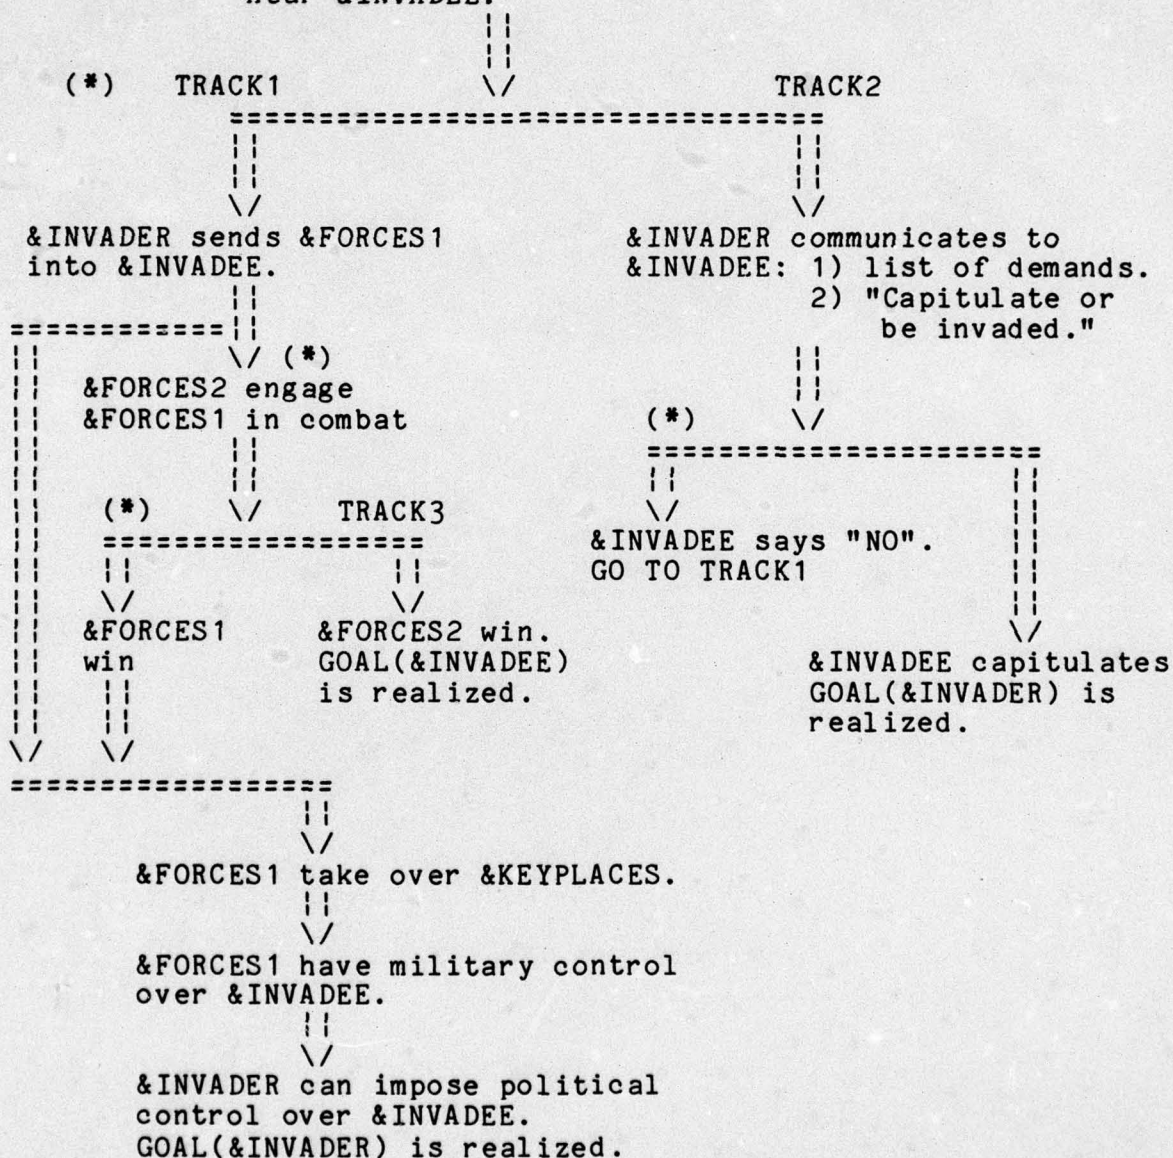 near &INVADEE.
(*) TRACK1 TRACK2
&INVADER sends &FORCES1
into &INVADEE.
&INVADER communicates to
&INVADEE: 1) list of demands.
2) "Capitulate or
be invaded."
(*)
&FORCES2 engage
&FORCES1 in combat
(*)
(*) TRACK3
&INVADEE says "NO".
GO TO TRACK1
&FORCES1
win
&FORCES2 win.
GOAL(&INVADEE)
is realized.
&INVADEE capitulates
GOAL(&INVADER) is
realized.
&FORCES1 take over &KEYPLACES.
&FORCES1 have military control
over &INVADEE.
&INVADER can impose political
control over &INVADEE.
GOAL(&INVADER) is realized.